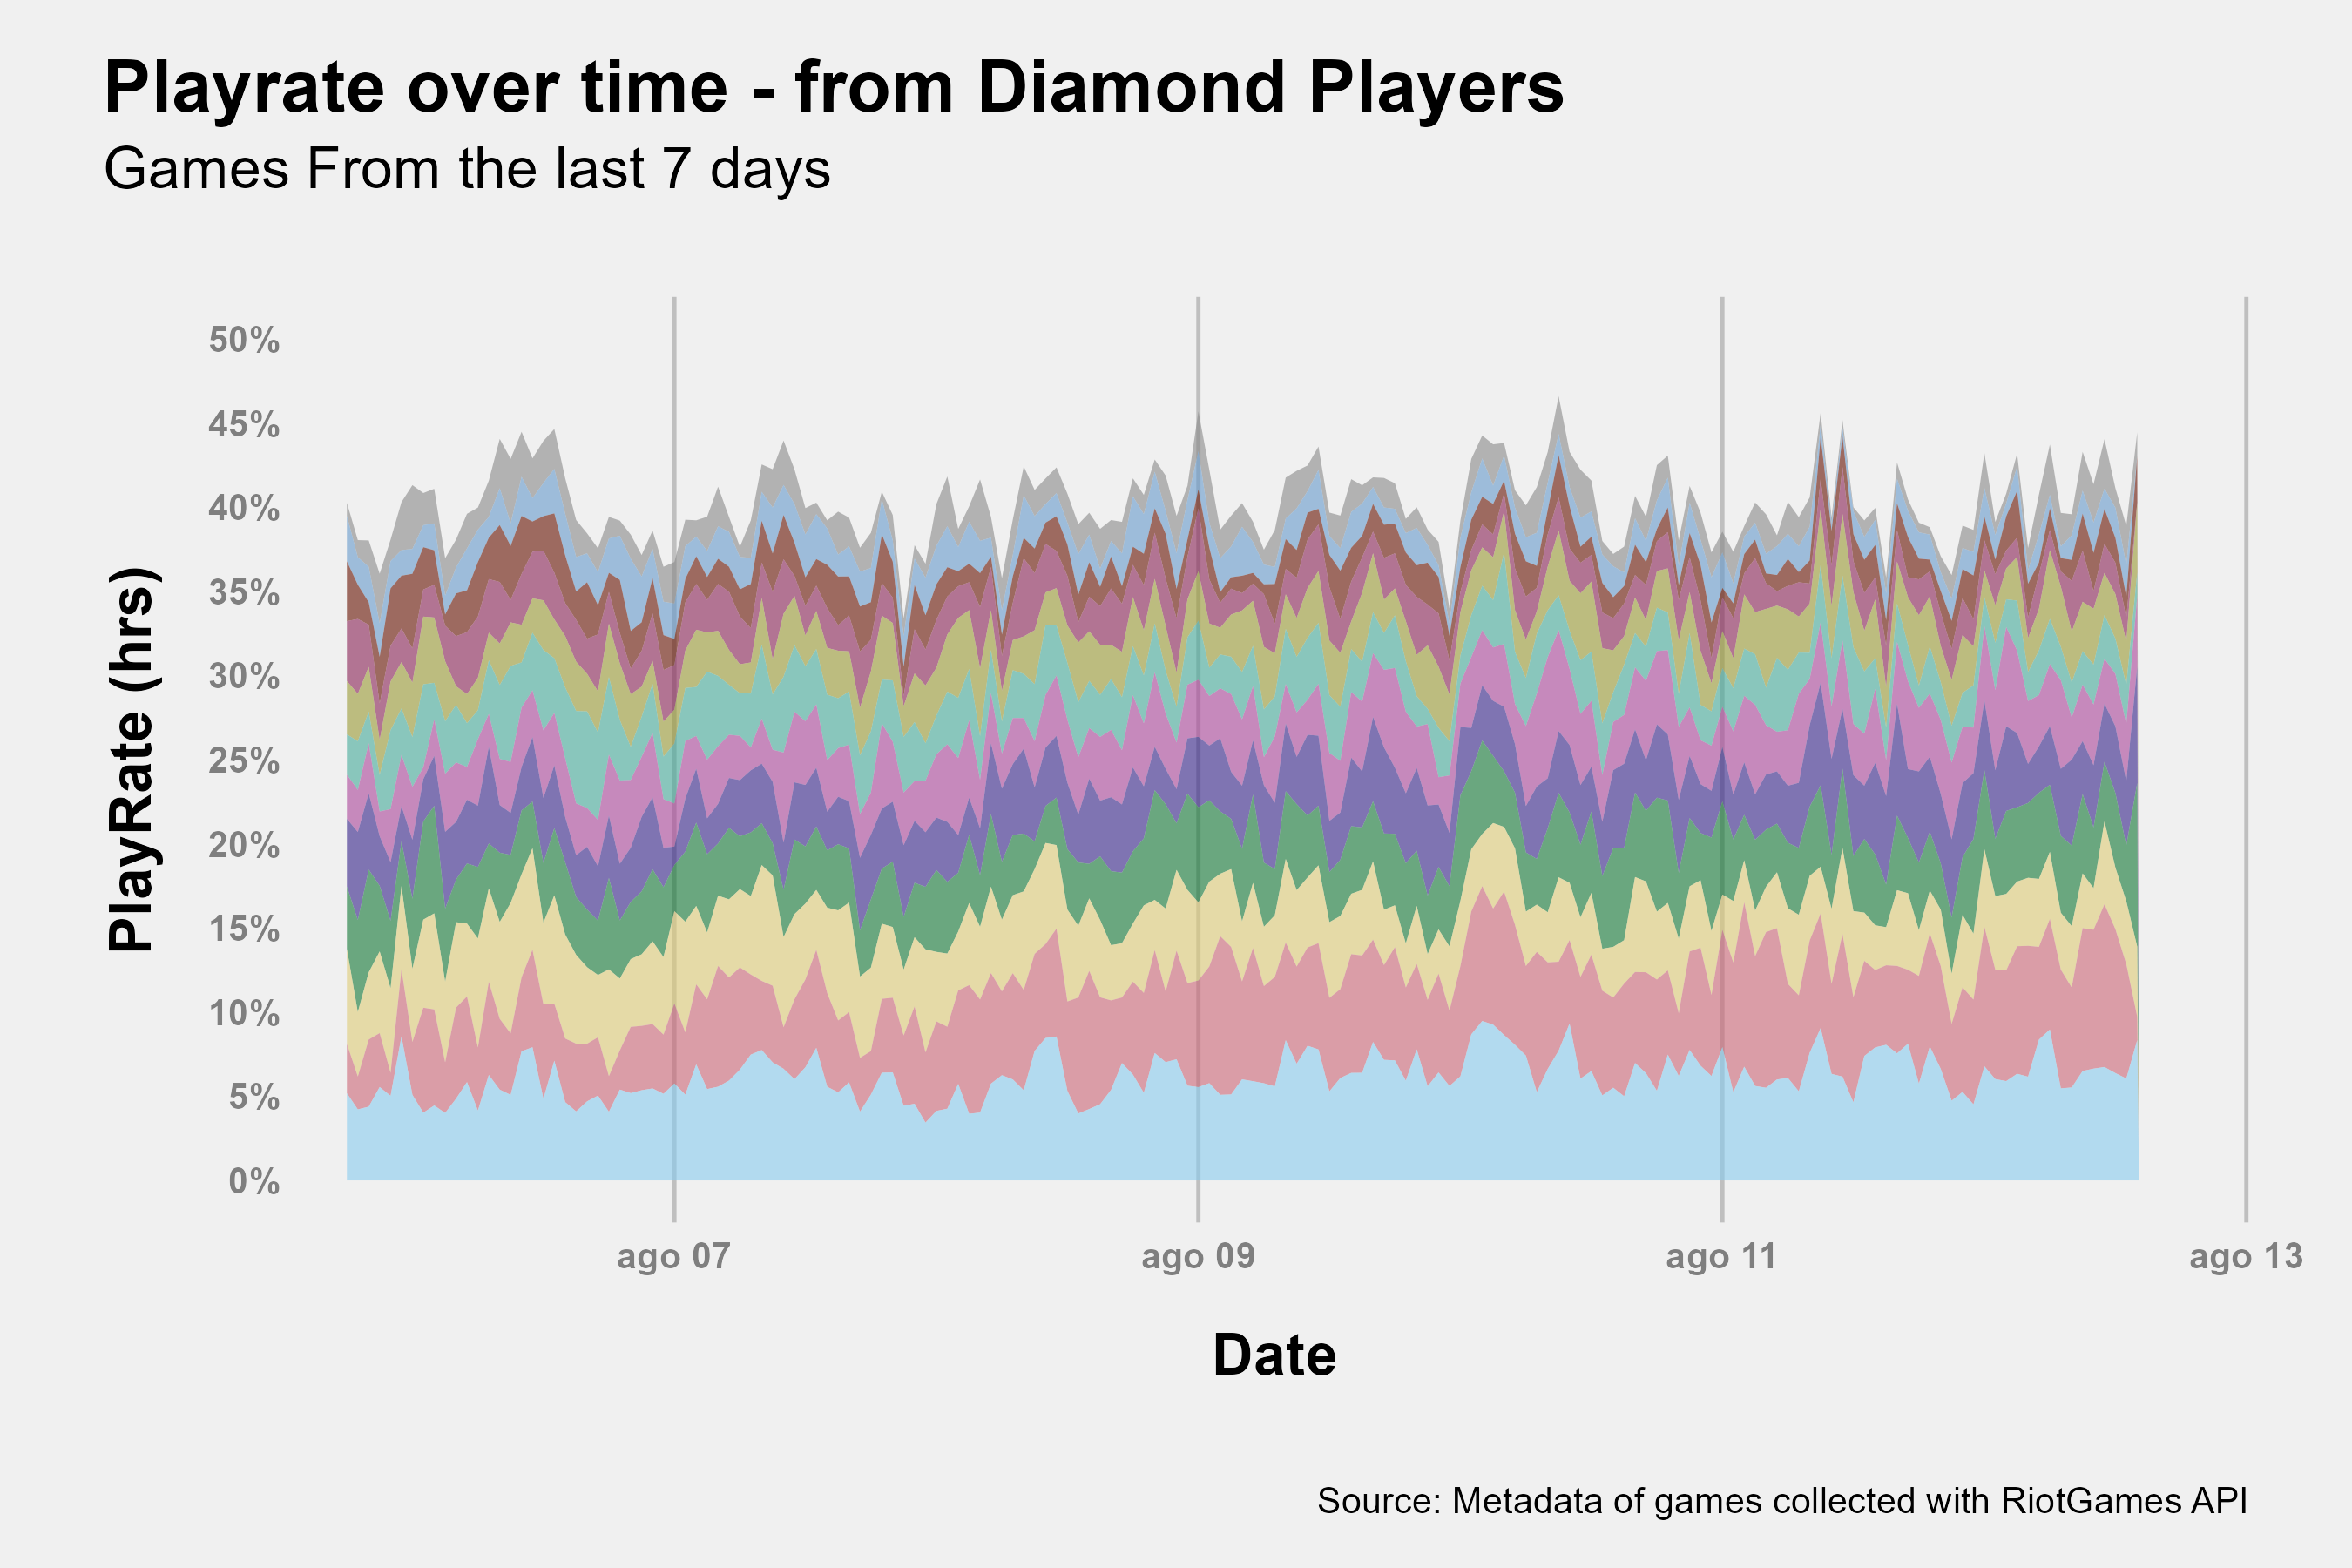 Playrate over time - from Diamond Players
Games From the last 7 days
PlayRate (hrs)
50%
45%
40%
35%
30%
25%
20%
15%
10%
5%
0%
ago 07
ago 09
ago 11
ago 13
Date
Source: Metadata of games collected with RiotGames API